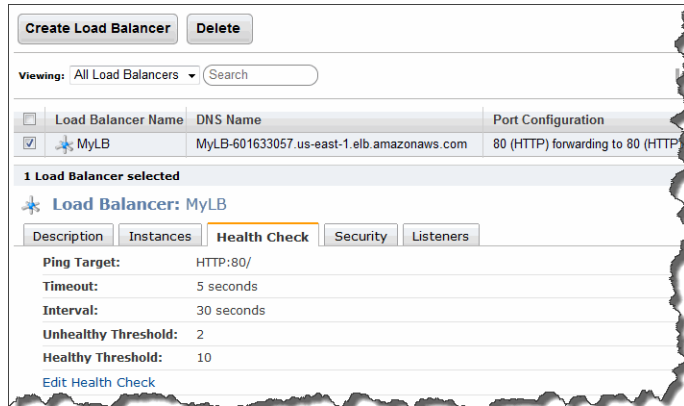 Create Load Balancer Delete
Viewing: All Load Balancers Search
Load Balancer Name DNS Name Port Configuration
MyLB MyLB-601633057.us-east-1.elb.amazonaws.com 80 (HTTP) forwarding to 80 (HTTP
1 Load Balancer selected
Load Balancer: MyLB
Description Instances Health Check Security Listeners
Ping Target: HTTP:80/
Timeout: 5 seconds
Interval: 30 seconds
Unhealthy Threshold: 2
Healthy Threshold: 10
Edit Health Check